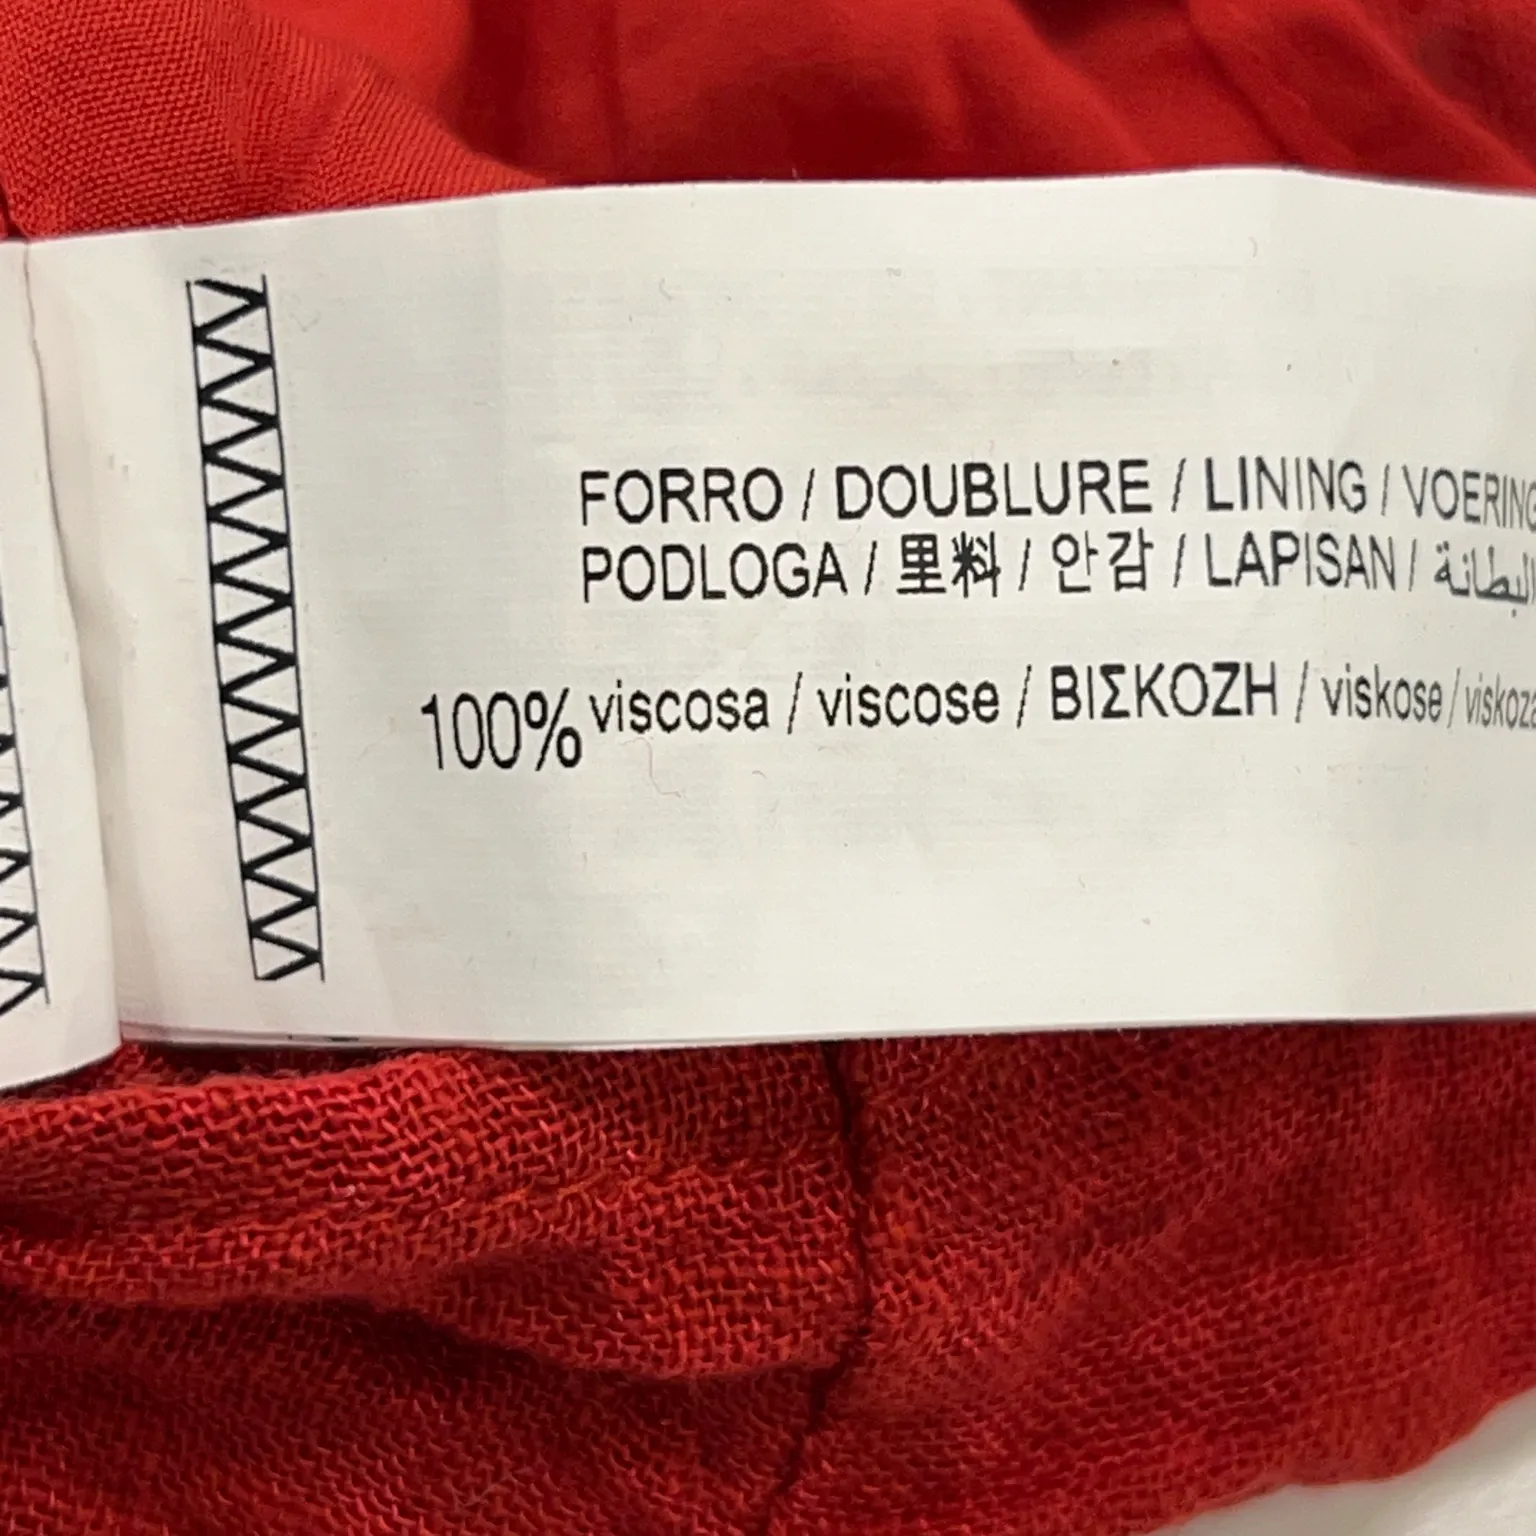 FORRO / DOUBLURE / LINING / VOERING
PODLOGA / 里料 / 안감 / LAPISAN / البطانة
100% viscosa / viscose / ΒΙΣΚΟΖΗ / viskose / viskoza